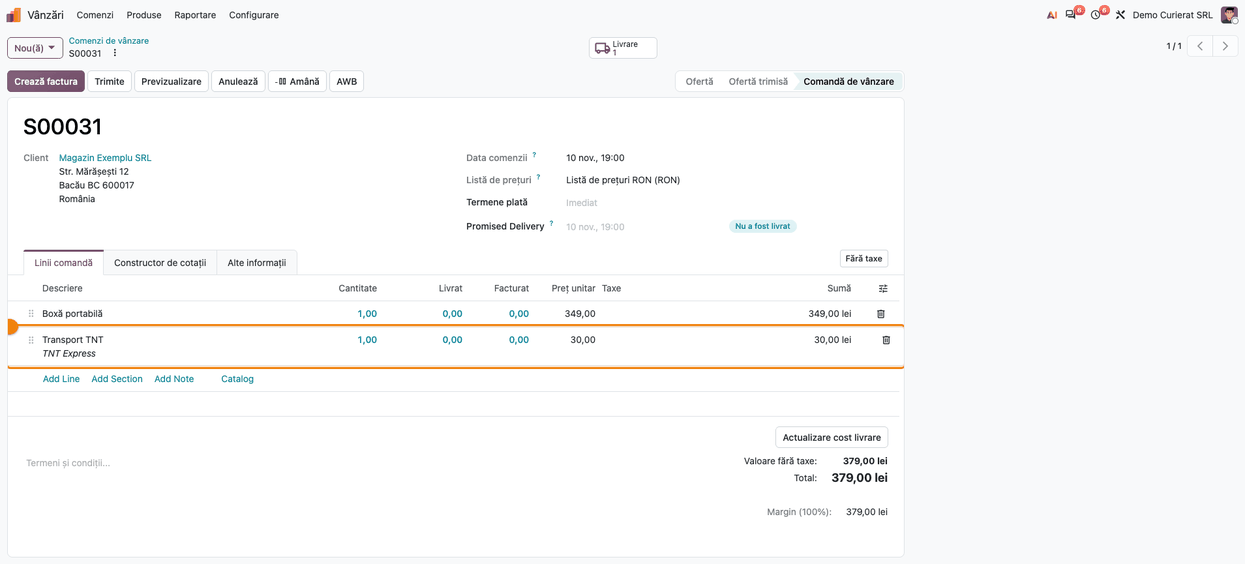 Vânzări Comenzi Produse Raportare Configurare AI 6 6 Demo Curierat SRL
Nou(ă) Comenzi de vânzare
S00031
Livrare
1
1 / 1
Crează factura Trimite Previzualizare Anulează Amână AWB Ofertă Ofertă trimisă Comandă de vânzare
S00031
Client Magazin Exemplu SRL
Str. Mărășești 12
Bacău BC 600017
România
Data comenzii ? 10 nov., 19:00
Listă de prețuri ? Listă de prețuri RON (RON)
Termene plată Imediat
Promised Delivery ? 10 nov., 19:00 Nu a fost livrat
Linii comandă Constructor de cotații Alte informații Fără taxe
Descriere Cantitate Livrat Facturat Preț unitar Taxe Sumă
Boxă portabilă 1,00 0,00 0,00 349,00 349,00 lei
Transport TNT 1,00 0,00 0,00 30,00 30,00 lei
TNT Express
Add Line Add Section Add Note Catalog
Actualizare cost livrare
Termeni și condiții...
Valoare fără taxe: 379,00 lei
Total: 379,00 lei
Margin (100%): 379,00 lei